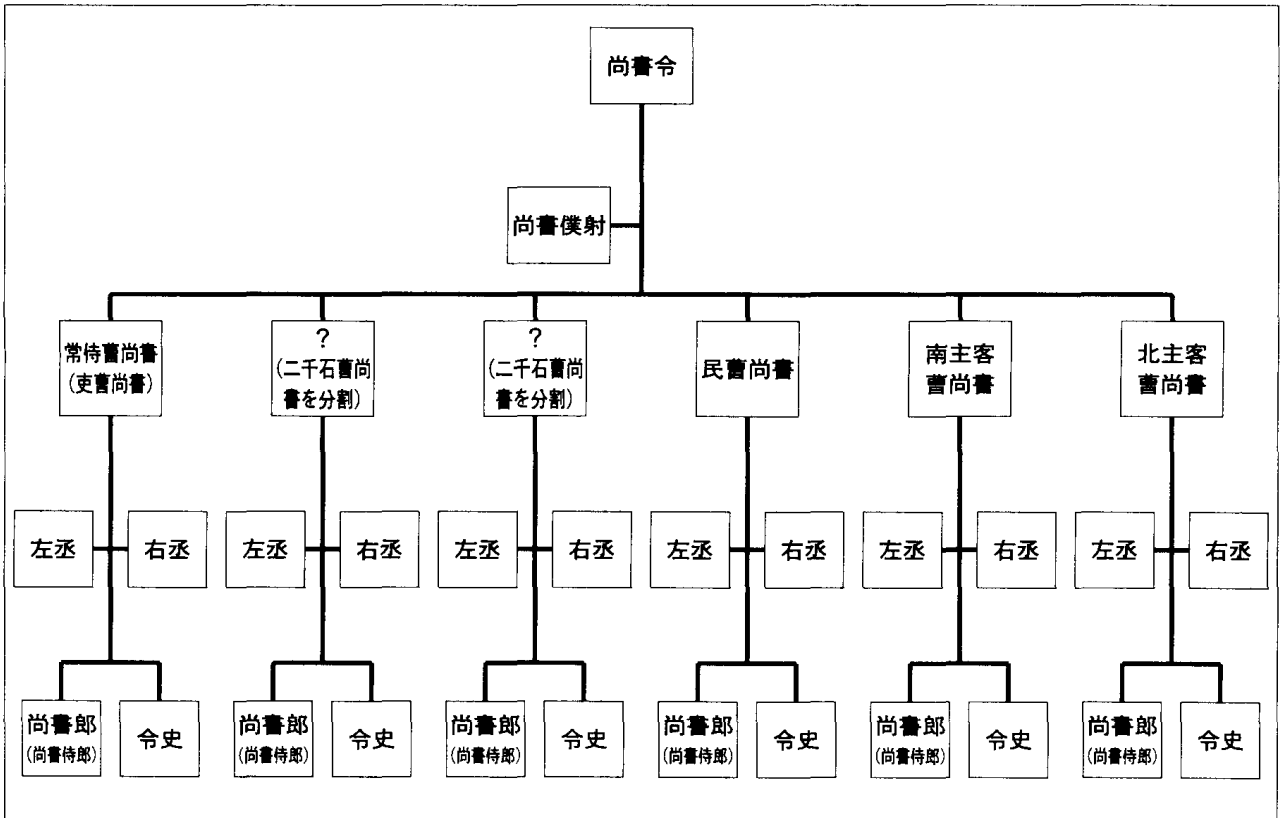 尚書令
尚書僕射
常侍曹尚書
(吏曹尚書)
?
(二千石曹尚
書を分割)
?
(二千石曹尚
書を分割)
民曹尚書
南主客
曹尚書
北主客
曹尚書
左丞
右丞
左丞
右丞
左丞
右丞
左丞
右丞
左丞
右丞
左丞
右丞
尚書郎
(尚書侍郎)
令史
尚書郎
(尚書侍郎)
令史
尚書郎
(尚書侍郎)
令史
尚書郎
(尚書侍郎)
令史
尚書郎
(尚書侍郎)
令史
尚書郎
(尚書侍郎)
令史